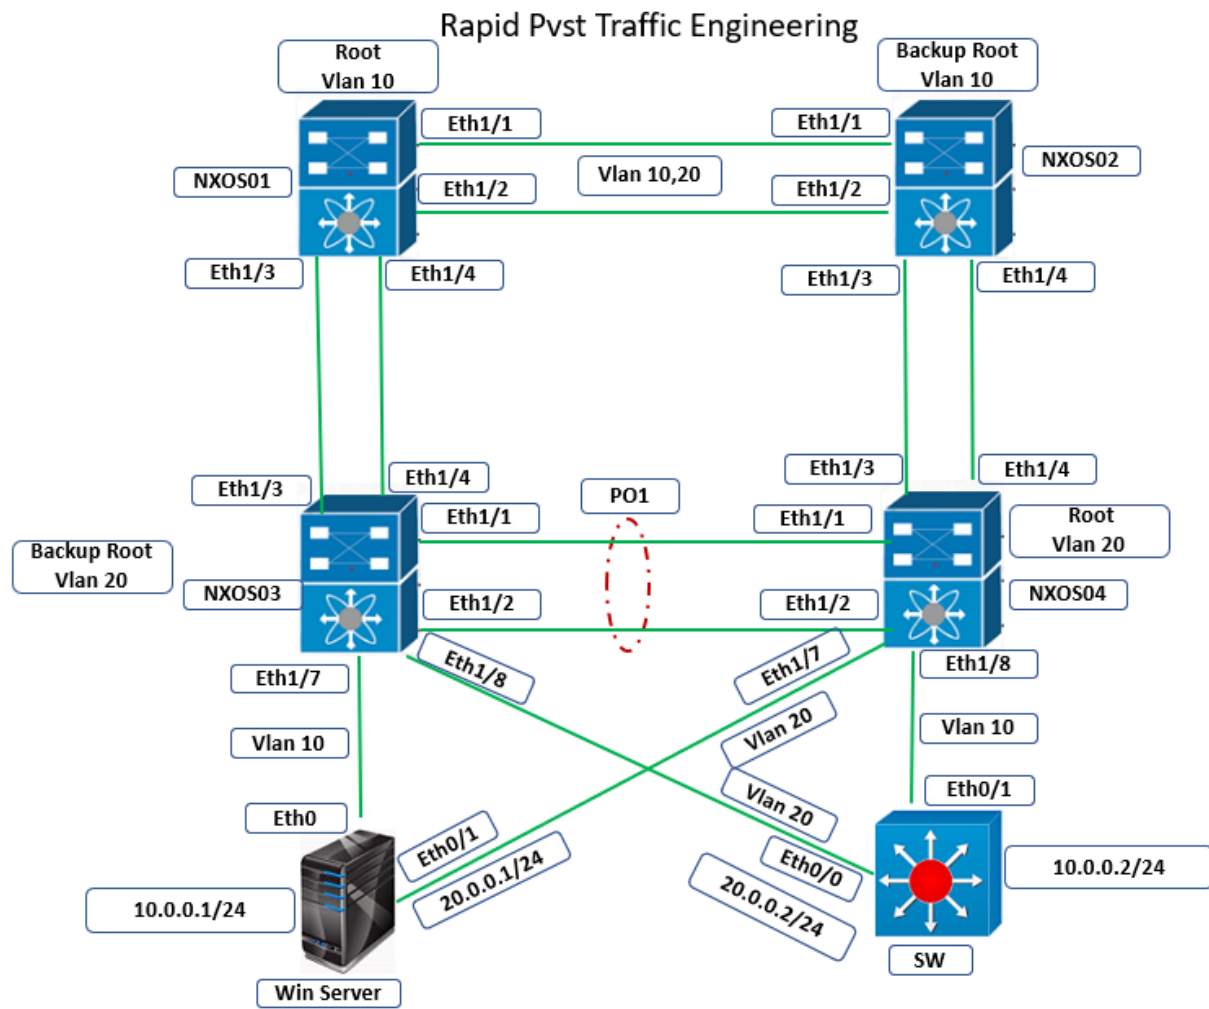 Rapid Pvst Traffic Engineering
Root
Vlan 10
Backup Root
Vlan 10
Eth1/1
Eth1/1
NXOS01
Vlan 10,20
NXOS02
Eth1/2
Eth1/2
Eth1/3
Eth1/4
Eth1/3
Eth1/4
Eth1/3
Eth1/4
Eth1/3
Eth1/4
PO1
Eth1/1
Eth1/1
Backup Root
Vlan 20
Root
Vlan 20
NXOS03
Eth1/2
Eth1/2
NXOS04
Eth1/7
Eth1/8
Eth1/7
Eth1/8
Vlan 10
Vlan 20
Vlan 10
Vlan 20
Eth0
Eth0/1
Eth0/1
Eth0/0
10.0.0.1/24
20.0.0.1/24
20.0.0.2/24
10.0.0.2/24
Win Server
SW